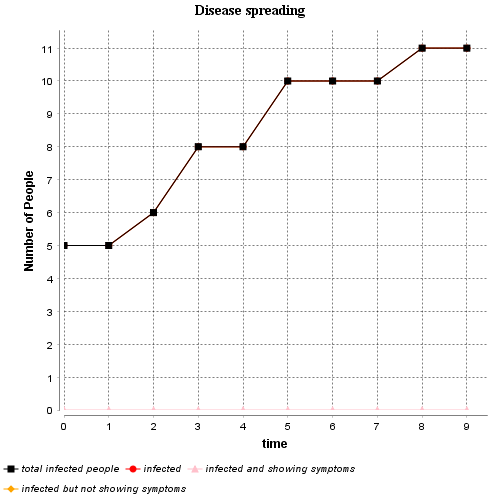 Disease spreading
11
10
9
8
7
6
5
4
3
2
1
0
Number of People
0 1 2 3 4 5 6 7 8 9
time
total infected people infected infected and showing symptoms
infected but not showing symptoms